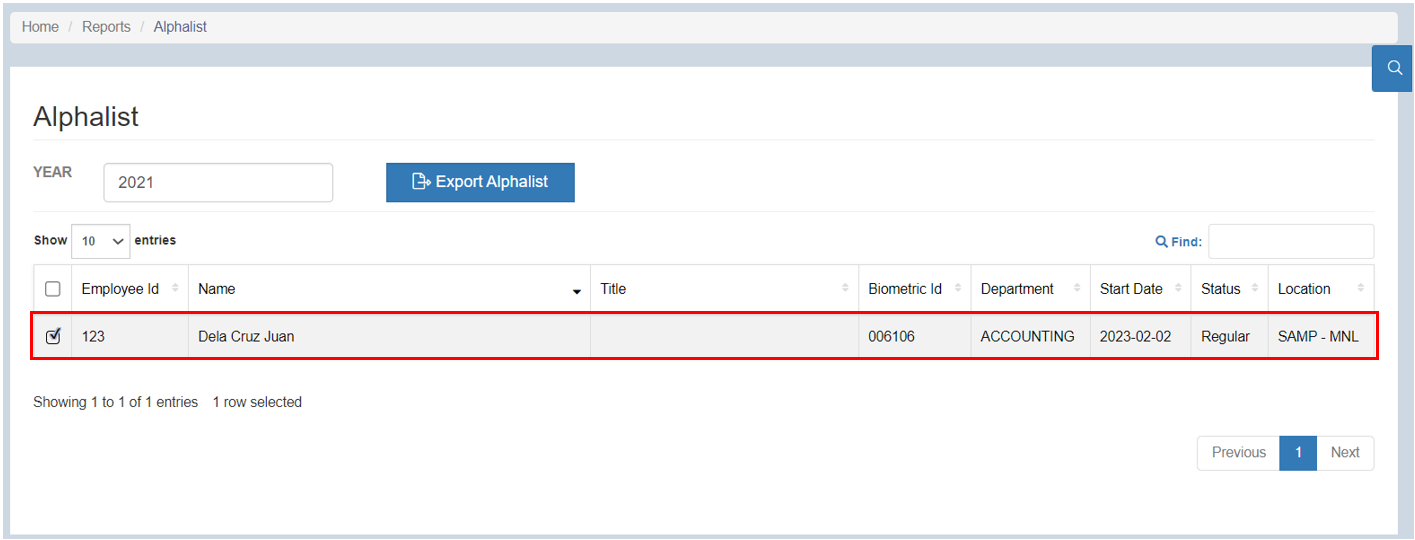 Home / Reports / Alphalist
Alphalist
YEAR 2021 Export Alphalist
Show 10 entries Find:
Employee Id Name Title Biometric Id Department Start Date Status Location
123 Dela Cruz Juan 006106 ACCOUNTING 2023-02-02 Regular SAMP - MNL
Showing 1 to 1 of 1 entries 1 row selected
Previous 1 Next